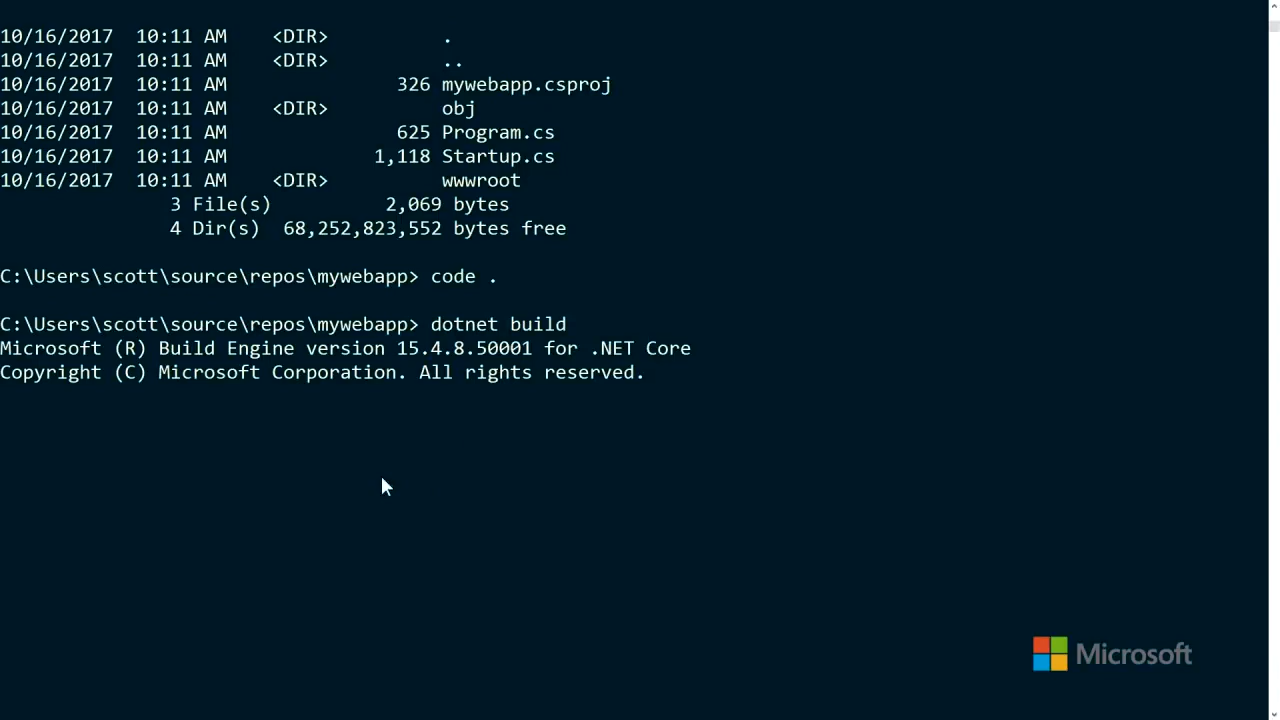 10/16/2017  10:11 AM    <DIR>          .
10/16/2017  10:11 AM    <DIR>          ..
10/16/2017  10:11 AM               326 mywebapp.csproj
10/16/2017  10:11 AM    <DIR>          obj
10/16/2017  10:11 AM               625 Program.cs
10/16/2017  10:11 AM             1,118 Startup.cs
10/16/2017  10:11 AM    <DIR>          wwwroot
               3 File(s)          2,069 bytes
               4 Dir(s)  68,252,823,552 bytes free
C:\Users\scott\source\repos\mywebapp> code .
C:\Users\scott\source\repos\mywebapp> dotnet build
Microsoft (R) Build Engine version 15.4.8.50001 for .NET Core
Copyright (C) Microsoft Corporation. All rights reserved.
Microsoft